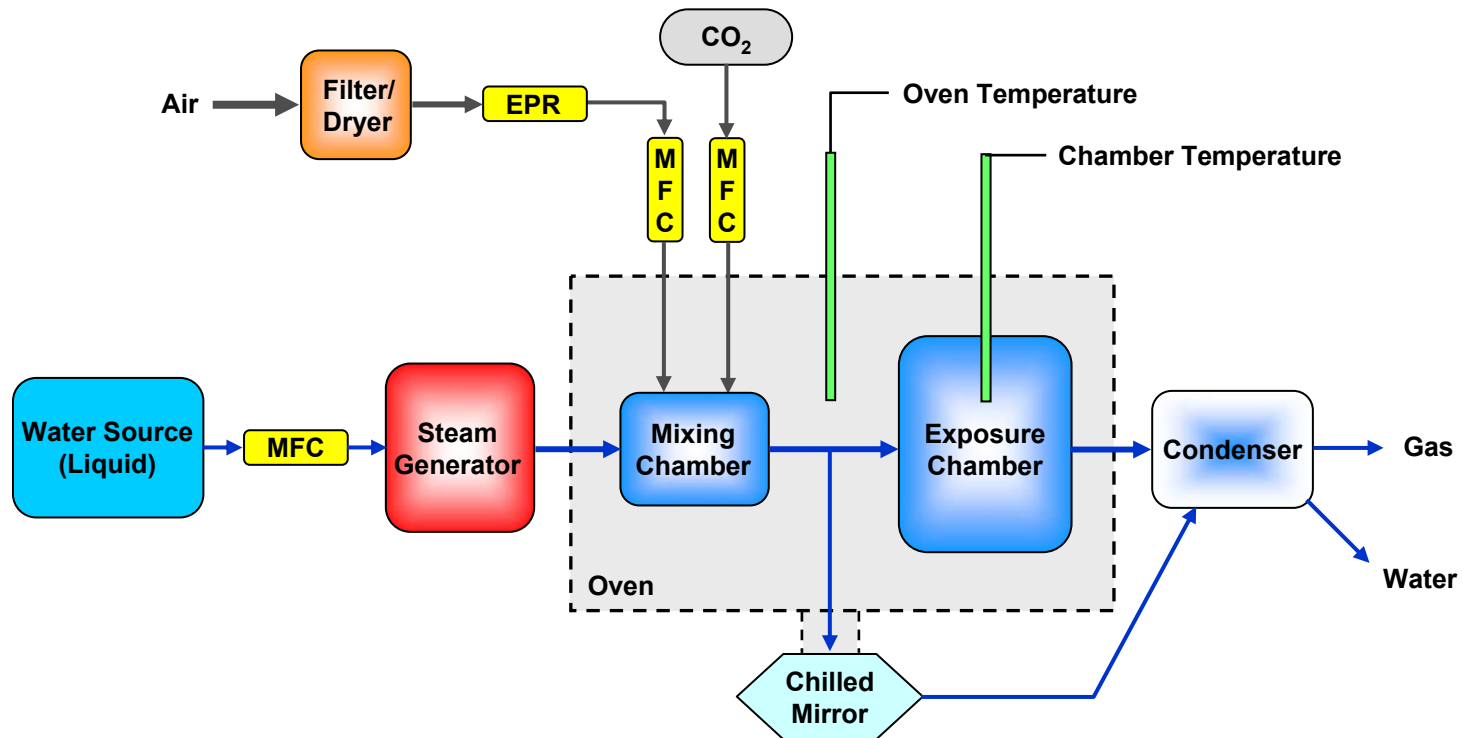 CO2
Air
Filter/
Dryer
EPR
Oven Temperature
M
F
C
M
F
C
Chamber Temperature
Water Source
(Liquid)
MFC
Steam
Generator
Mixing
Chamber
Exposure
Chamber
Condenser
Gas
Water
Oven
Chilled
Mirror